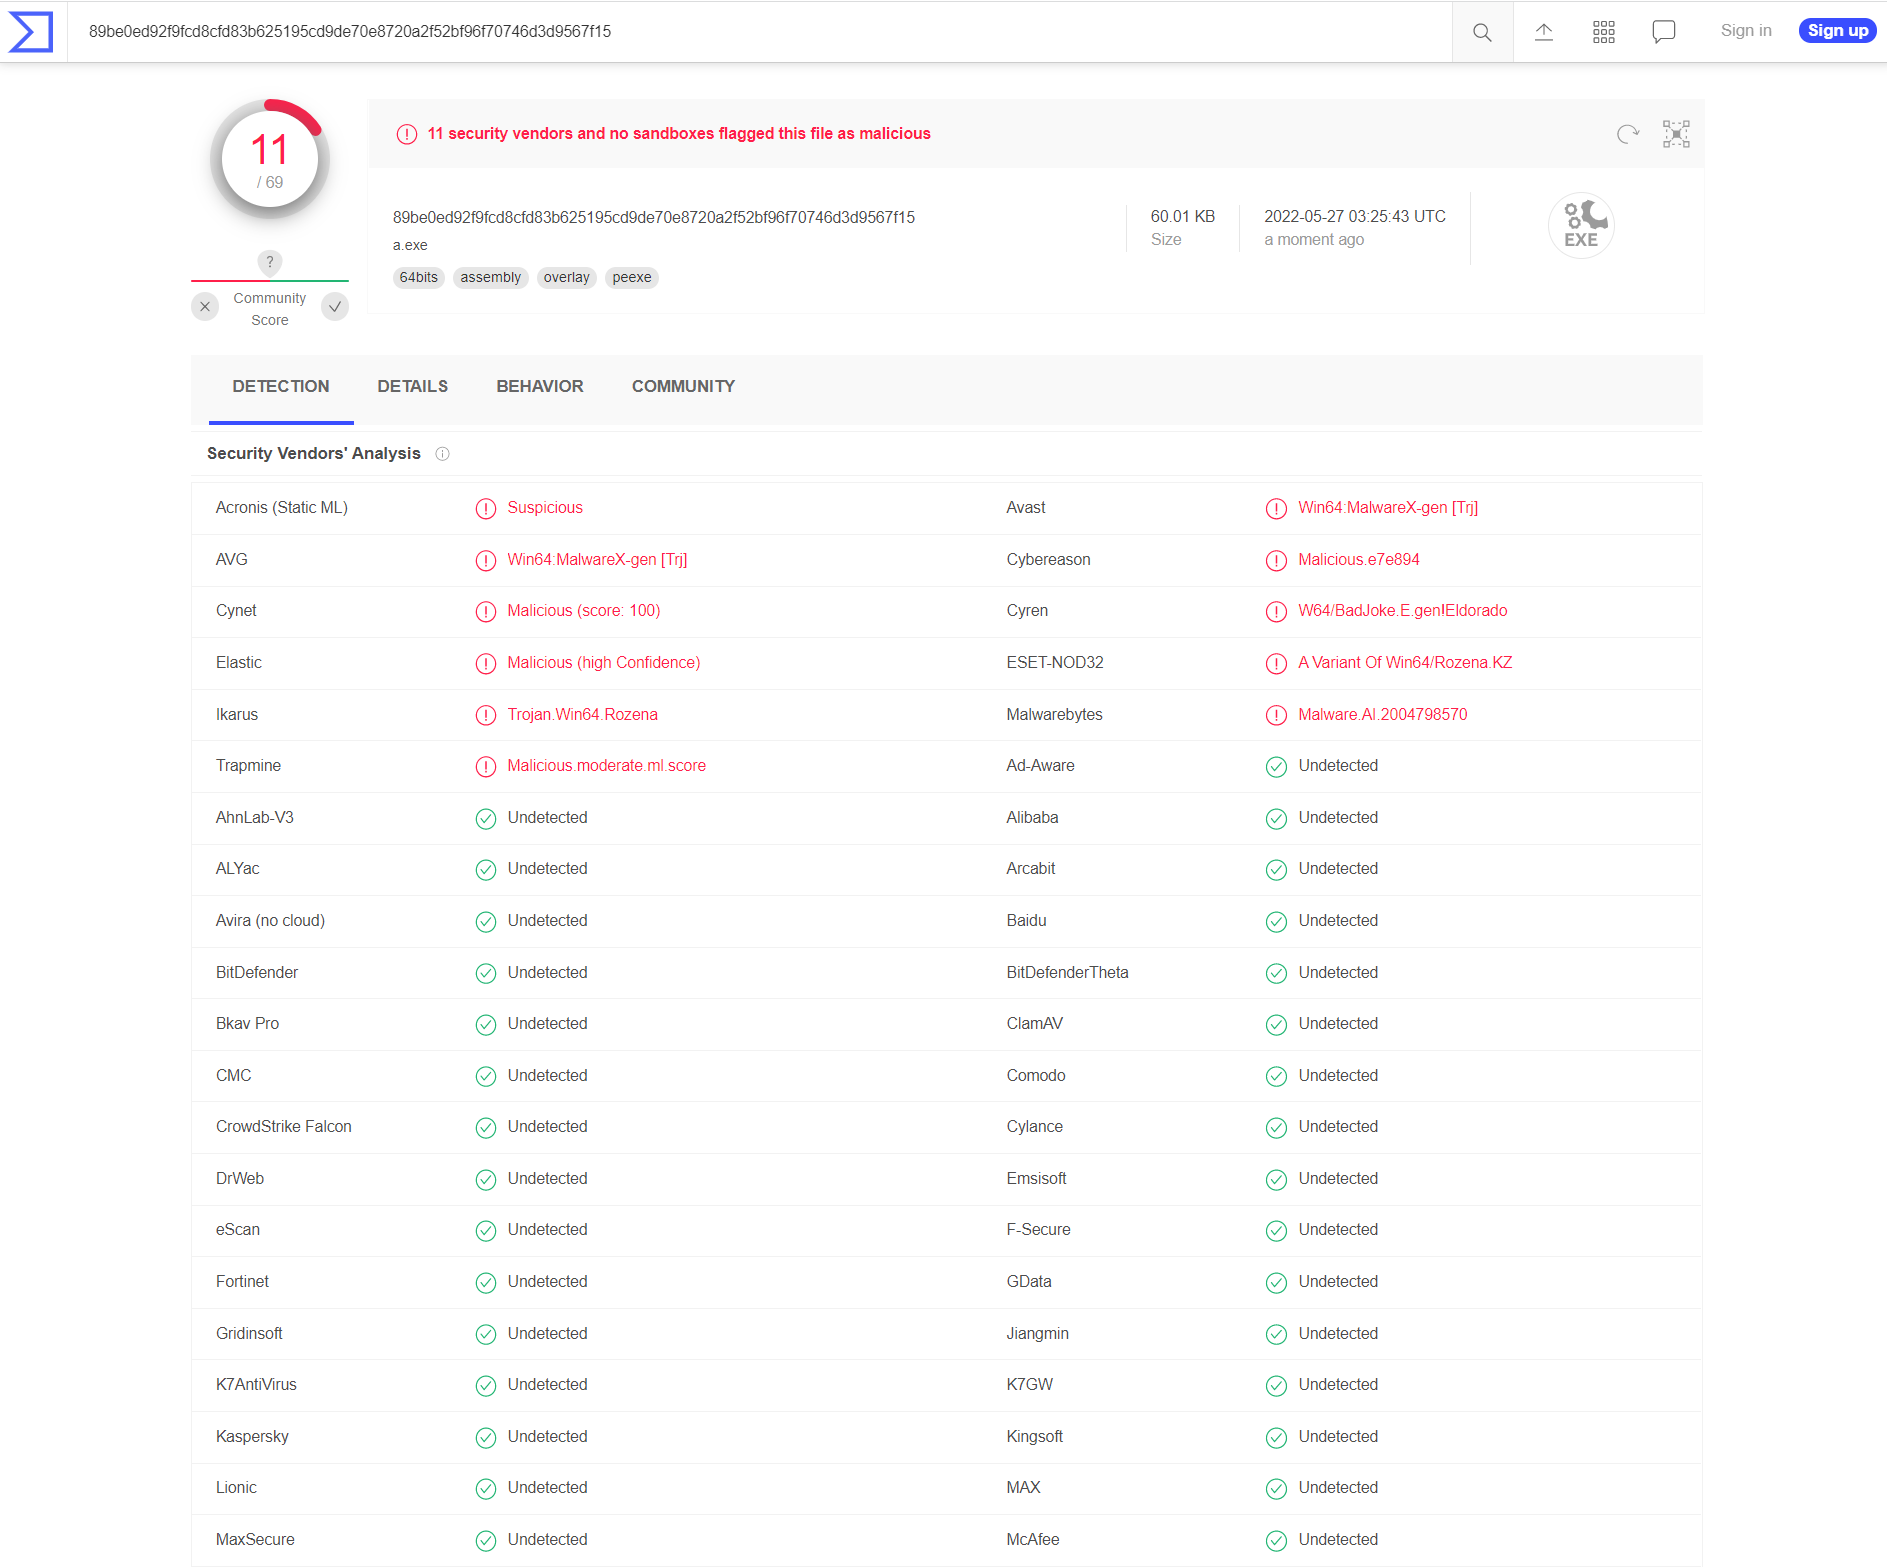 89be0ed92f9fcd8cfd83b625195cd9de70e8720a2f52bf96f70746d3d9567f15
Sign in
Sign up
11
/ 69
?
Community
Score
11 security vendors and no sandboxes flagged this file as malicious
89be0ed92f9fcd8cfd83b625195cd9de70e8720a2f52bf96f70746d3d9567f15
a.exe
64bits assembly overlay peexe
60.01 KB
Size
2022-05-27 03:25:43 UTC
a moment ago
EXE
DETECTION DETAILS BEHAVIOR COMMUNITY
Security Vendors' Analysis
Acronis (Static ML) Suspicious Avast Win64:MalwareX-gen [Trj]
AVG Win64:MalwareX-gen [Trj] Cybereason Malicious.e7e894
Cynet Malicious (score: 100) Cyren W64/BadJoke.E.gen!Eldorado
Elastic Malicious (high Confidence) ESET-NOD32 A Variant Of Win64/Rozena.KZ
Ikarus Trojan.Win64.Rozena Malwarebytes Malware.AI.2004798570
Trapmine Malicious.moderate.ml.score Ad-Aware Undetected
AhnLab-V3 Undetected Alibaba Undetected
ALYac Undetected Arcabit Undetected
Avira (no cloud) Undetected Baidu Undetected
BitDefender Undetected BitDefenderTheta Undetected
Bkav Pro Undetected ClamAV Undetected
CMC Undetected Comodo Undetected
CrowdStrike Falcon Undetected Cylance Undetected
DrWeb Undetected Emsisoft Undetected
eScan Undetected F-Secure Undetected
Fortinet Undetected GData Undetected
Gridinsoft Undetected Jiangmin Undetected
K7AntiVirus Undetected K7GW Undetected
Kaspersky Undetected Kingsoft Undetected
Lionic Undetected MAX Undetected
MaxSecure Undetected McAfee Undetected